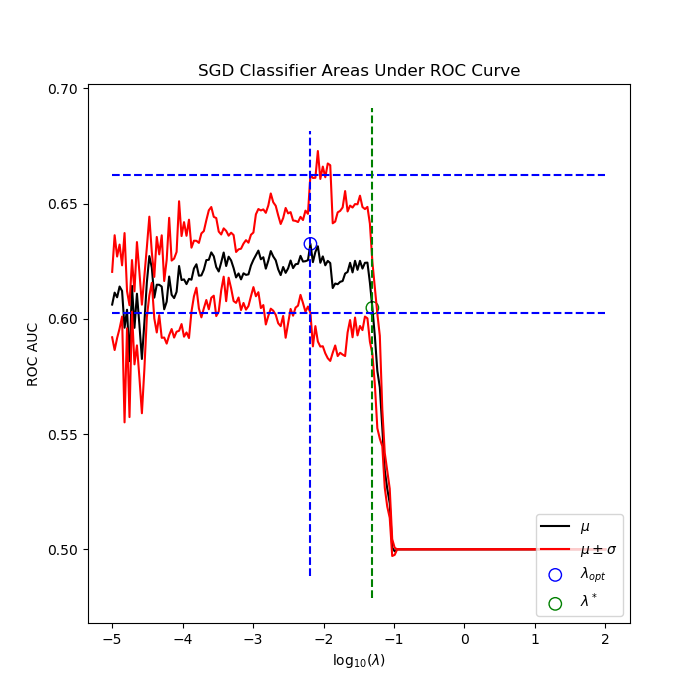 SGD Classifier Areas Under ROC Curve
0.70
0.65
0.60
0.55
0.50
ROC AUC
−5 −4 −3 −2 −1 0 1 2
log₁₀(λ)
μ
μ ± σ
λ_opt
λ*